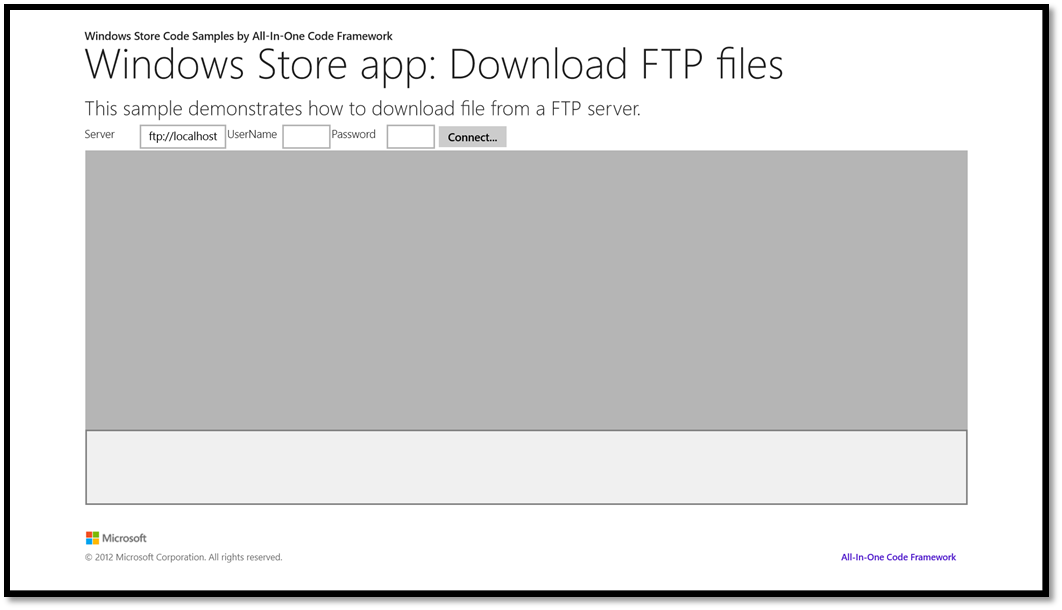 Windows Store Code Samples by All-In-One Code Framework
Windows Store app: Download FTP files
This sample demonstrates how to download file from a FTP server.
Server ftp://localhost UserName Password Connect...
Microsoft
© 2012 Microsoft Corporation. All rights reserved. All-In-One Code Framework